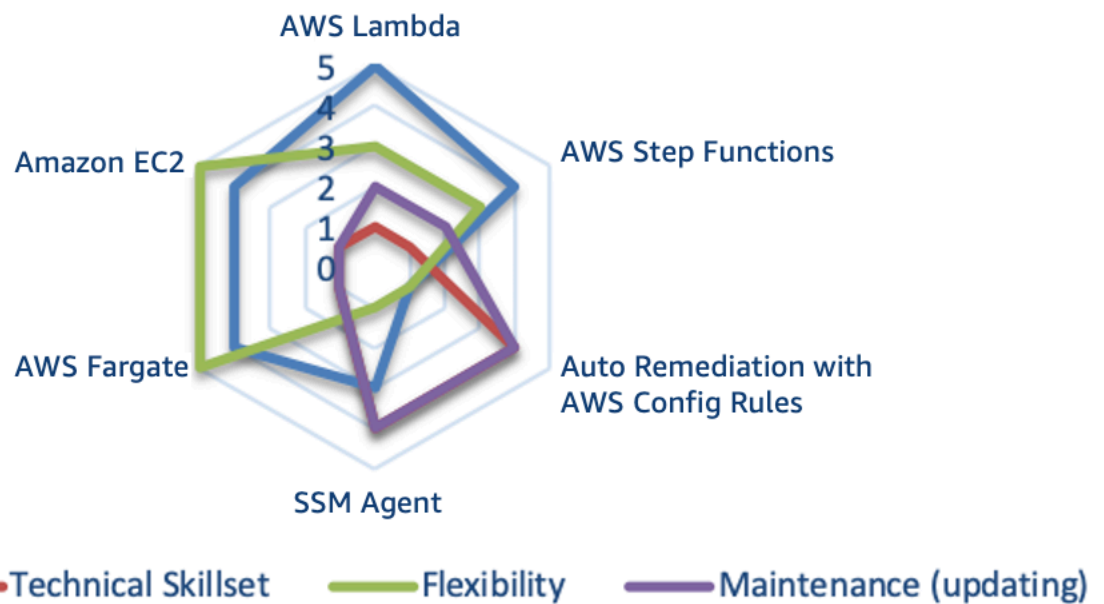 AWS Lambda
5
4
3
2
1
0
Amazon EC2
AWS Step Functions
AWS Fargate
Auto Remediation with
AWS Config Rules
SSM Agent
Technical Skillset
Flexibility
Maintenance (updating)